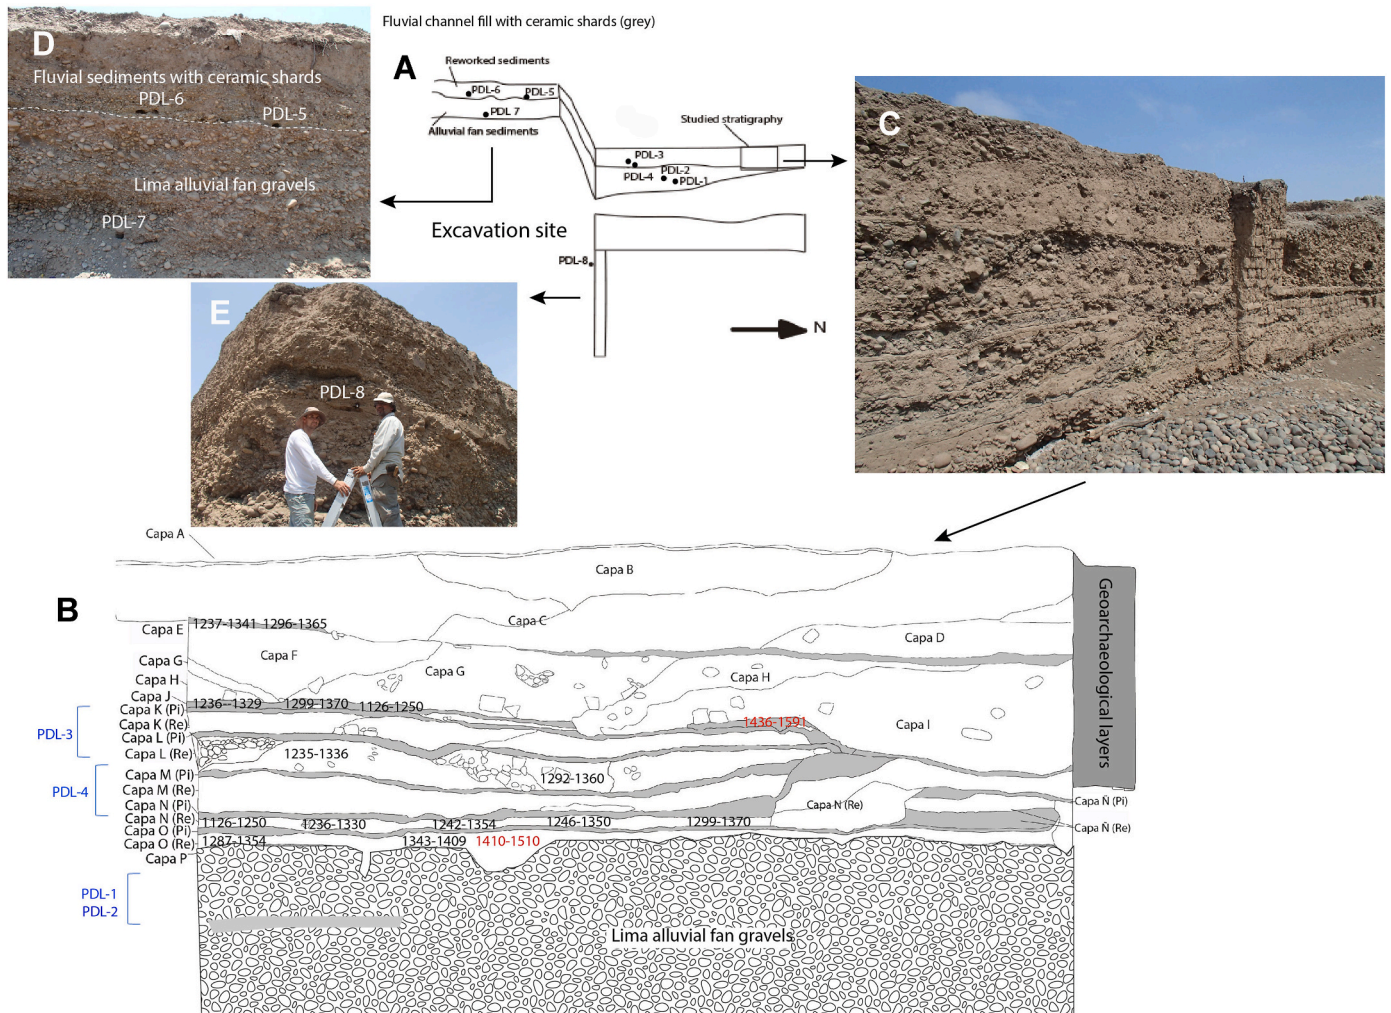 Fluvial channel fill with ceramic shards (grey)
D
Fluvial sediments with ceramic shards
PDL-6
PDL-5
Lima alluvial fan gravels
PDL-7
A
Reworked sediments
PDL-6
PDL-5
PDL 7
Alluvial fan sediments
Studied stratigraphy
PDL-3
PDL-2
PDL-4
PDL-1
Excavation site
PDL-8
N
C
E
PDL-8
B
Capa A
Capa B
Capa C
Capa D
Capa E
1237-1341 1296-1365
Capa F
Capa G
Capa G
Capa H
Capa H
Capa I
Capa J
1236--1329 1299-1370 1126-1250
Capa K (Pi)
Capa K (Re)
1436-1591
PDL-3
Capa L (Pi)
Capa L (Re)
1235-1336
Capa M (Pi)
1292-1360
Capa M (Re)
PDL-4
Capa N (Pi)
Capa N (Re)
Capa N (Re)
Capa Ñ (Pi)
Capa Ñ (Re)
1126-1250 1236-1330 1242-1354 1246-1350 1299-1370
Capa O (Pi)
Capa O (Re)
1287-1354 1343-1409 1410-1510
Capa P
PDL-1
PDL-2
Lima alluvial fan gravels
Geoarchaeological layers